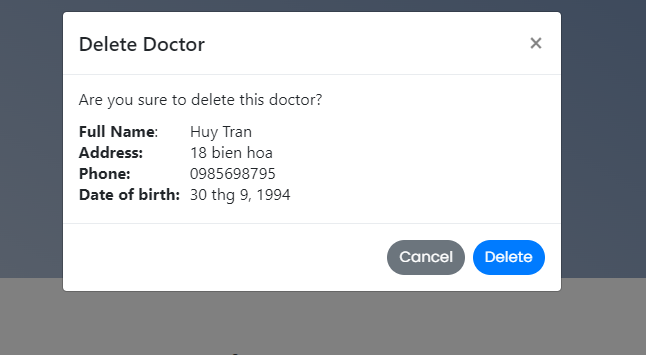 Delete Doctor ×
Are you sure to delete this doctor?
Full Name: Huy Tran
Address: 18 bien hoa
Phone: 0985698795
Date of birth: 30 thg 9, 1994
Cancel Delete